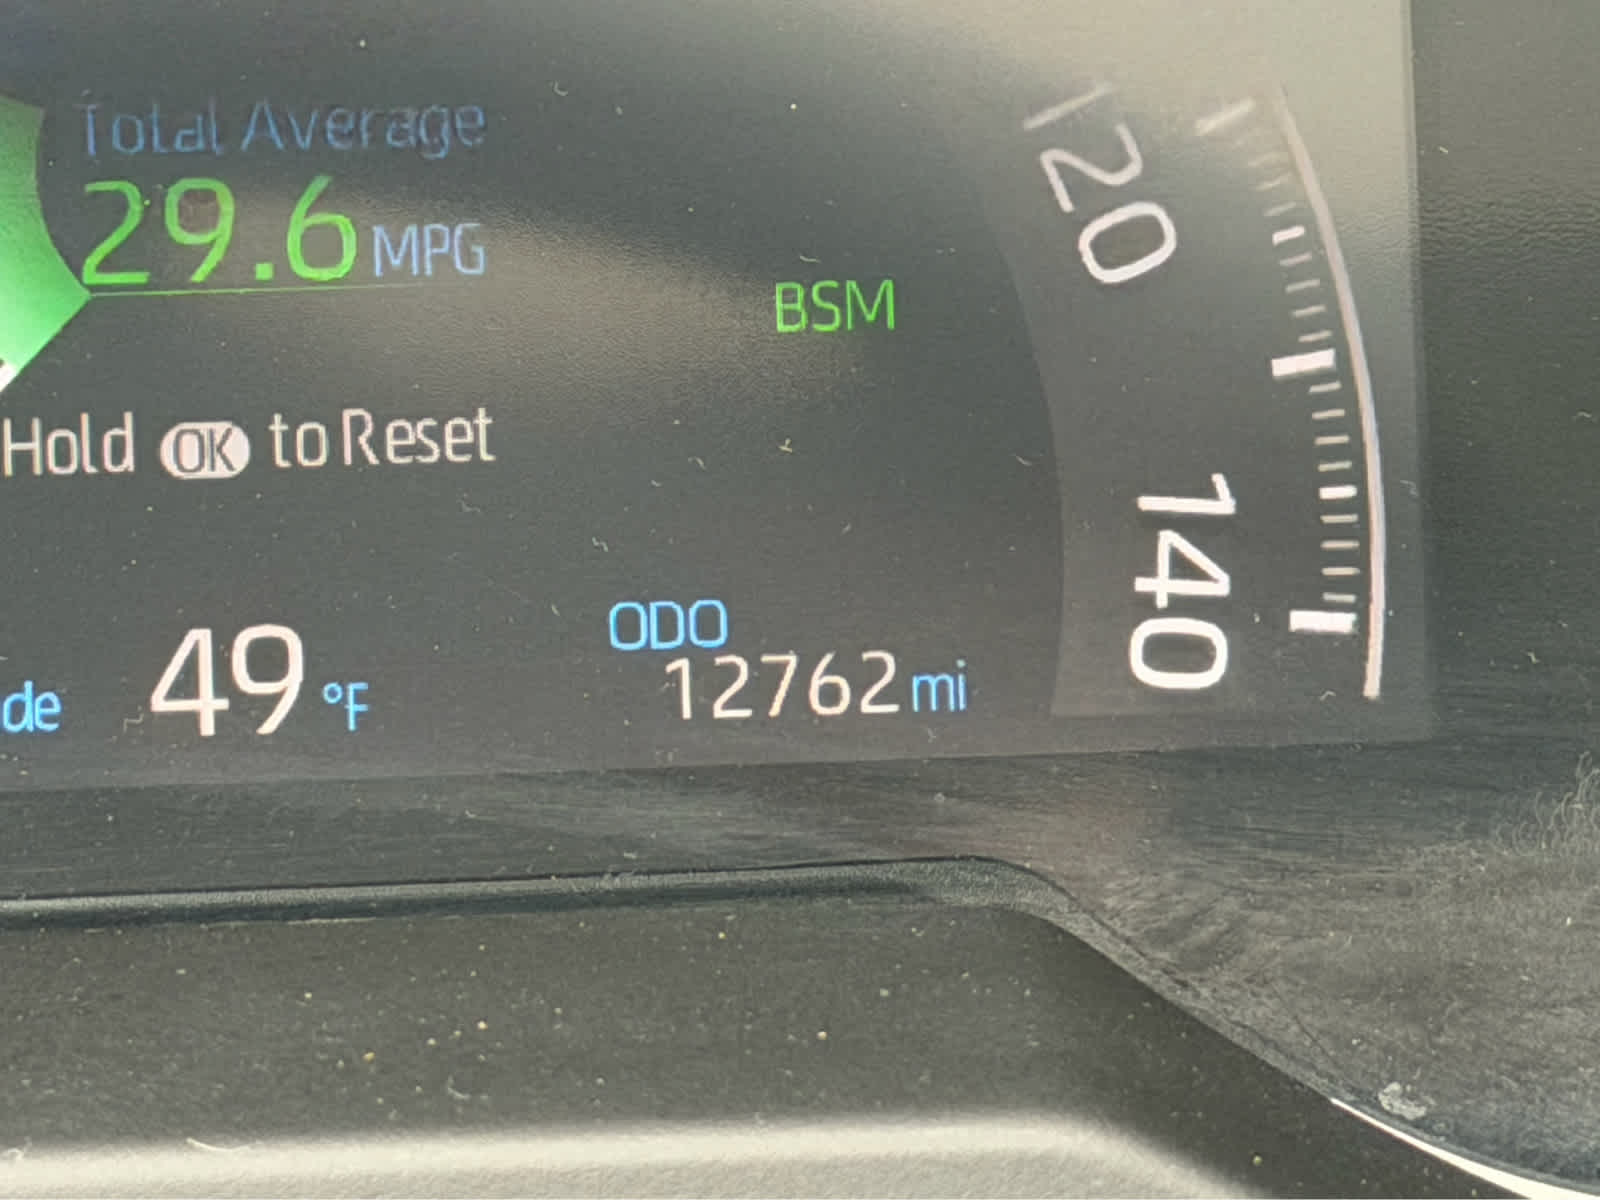 Total Average
29.6 MPG
BSM
Hold OK to Reset
de 49 °F
ODO
12762 mi
120
140